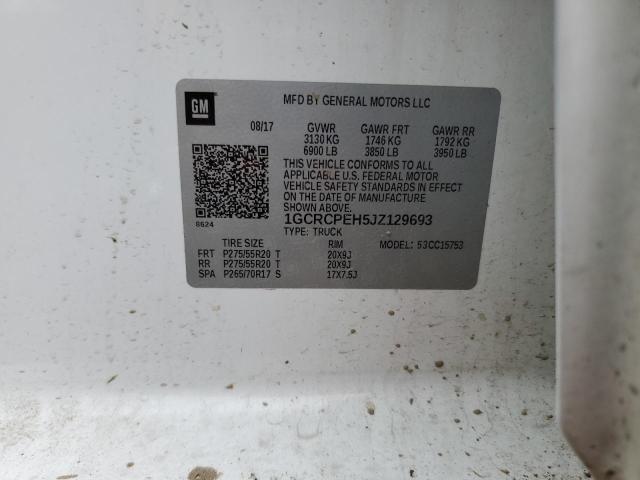 GM
MFD BY GENERAL MOTORS LLC
08/17 GVWR GAWR FRT GAWR RR
3130 KG 1746 KG 1792 KG
6900 LB 3850 LB 3950 LB
THIS VEHICLE CONFORMS TO ALL
APPLICABLE U.S. FEDERAL MOTOR
VEHICLE SAFETY STANDARDS IN EFFECT
ON THE DATE OF MANUFACTURE
SHOWN ABOVE.
8624
1GCRCPEH5JZ129693
TYPE: TRUCK
TIRE SIZE RIM MODEL: 53CC15753
FRT P275/55R20 T 20X9J
RR P275/55R20 T 20X9J
SPA P265/70R17 S 17X7.5J